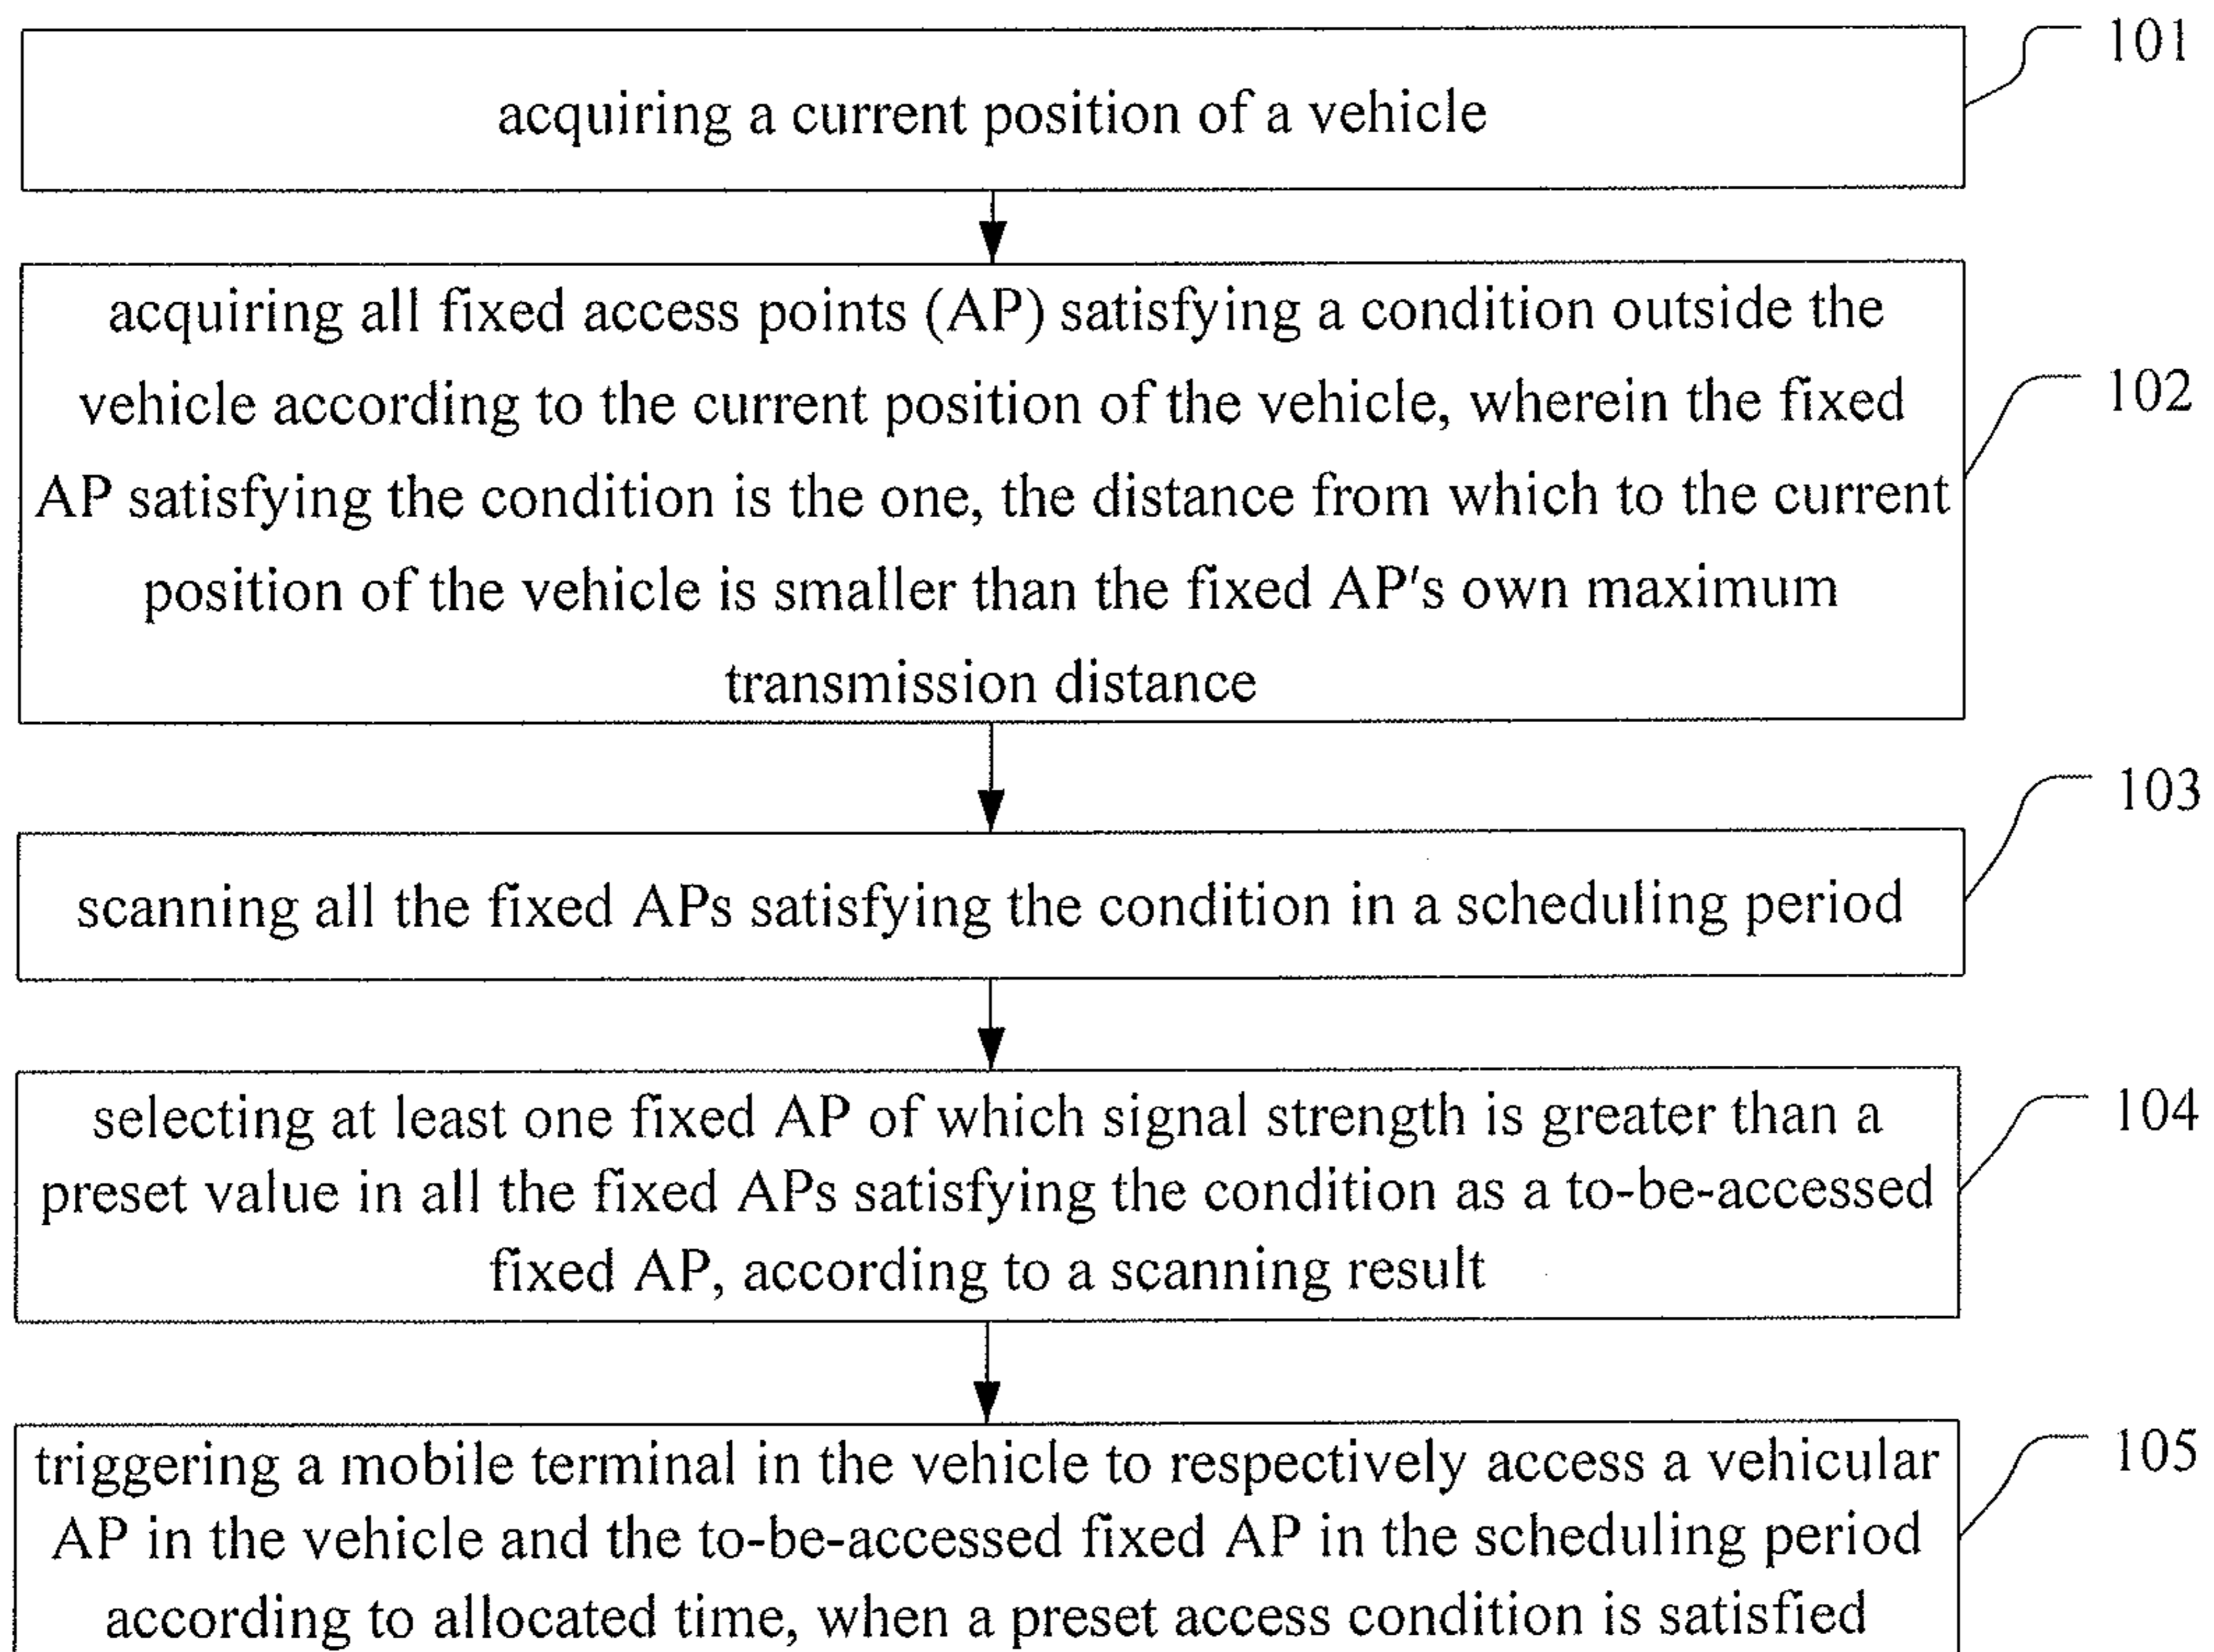 101
acquiring a current position of a vehicle
acquiring all fixed access points (AP) satisfying a condition outside the
vehicle according to the current position of the vehicle, wherein the fixed
AP satisfying the condition is the one, the distance from which to the current
position of the vehicle is smaller than the fixed AP's own maximum
transmission distance
102
103
scanning all the fixed APs satisfying the condition in a scheduling period
selecting at least one fixed AP of which signal strength is greater than a
preset value in all the fixed APs satisfying the condition as a to-be-accessed
fixed AP, according to a scanning result
104
triggering a mobile terminal in the vehicle to respectively access a vehicular
AP in the vehicle and the to-be-accessed fixed AP in the scheduling period
according to allocated time, when a preset access condition is satisfied
105